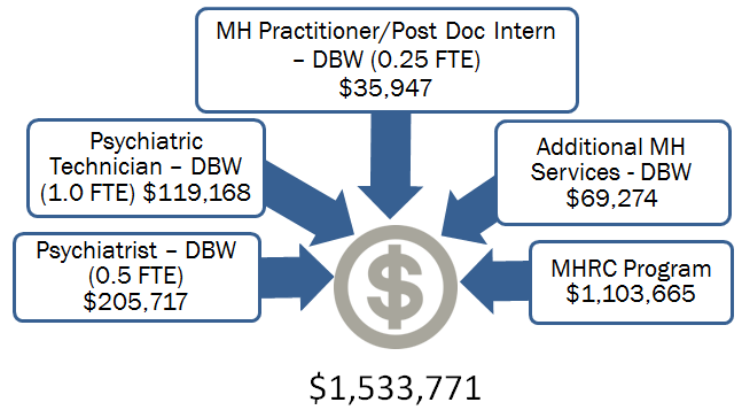 MH Practitioner/Post Doc Intern
– DBW (0.25 FTE)
$35,947
Psychiatric
Technician – DBW
(1.0 FTE) $119,168
Additional MH
Services - DBW
$69,274
Psychiatrist – DBW
(0.5 FTE)
$205,717
MHRC Program
$1,103,665
$
$1,533,771